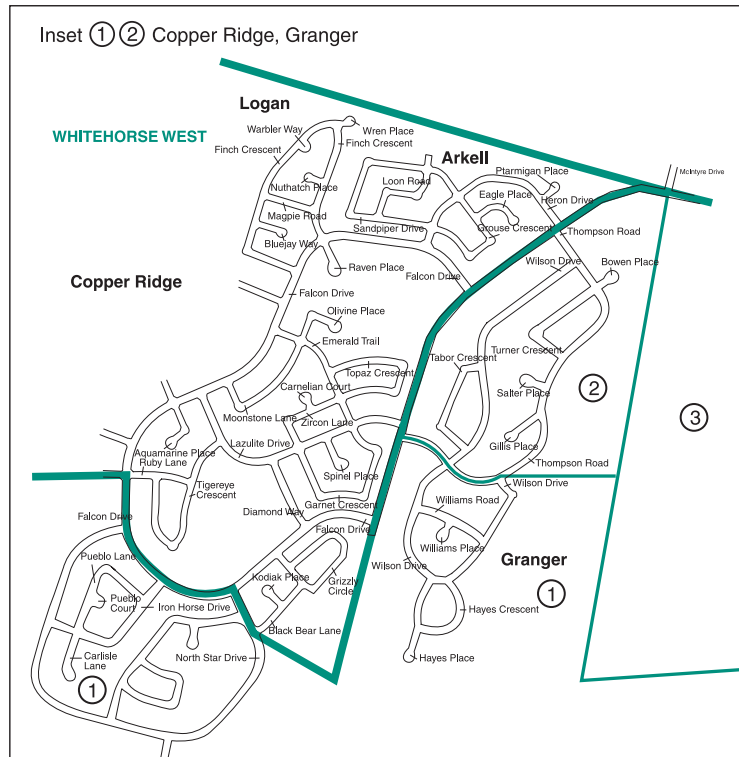 Inset 1 2 Copper Ridge, Granger
Logan
WHITEHORSE WEST
Warbler Way
Wren Place
Finch Crescent
Finch Crescent
Arkell
McIntyre Drive
Ptarmigan Place
Nuthatch Place
Loon Road
Eagle Place
Heron Drive
Magpie Road
Sandpiper Drive
Grouse Crescent
Thompson Road
Bluejay Way
Wilson Drive
Bowen Place
Raven Place
Falcon Drive
Copper Ridge
Falcon Drive
Olivine Place
Emerald Trail
Turner Crescent
Tabor Crescent
Topaz Crescent
Carnelian Court
2
Salter Place
Moonstone Lane
Zircon Lane
3
Lazulite Drive
Gillis Place
Aquamarine Place
Ruby Lane
Thompson Road
Spinel Place
Tigereye
Crescent
Wilson Drive
Williams Road
Garnet Crescent
Diamond Way
Falcon Drive
Falcon Drive
Williams Place
Pueblo Lane
Granger
Wilson Drive
Kodiak Place
Grizzly
Circle
Pueblo
Court
Iron Horse Drive
1
Hayes Crescent
Black Bear Lane
Carlisle
Lane
North Star Drive
Hayes Place
1